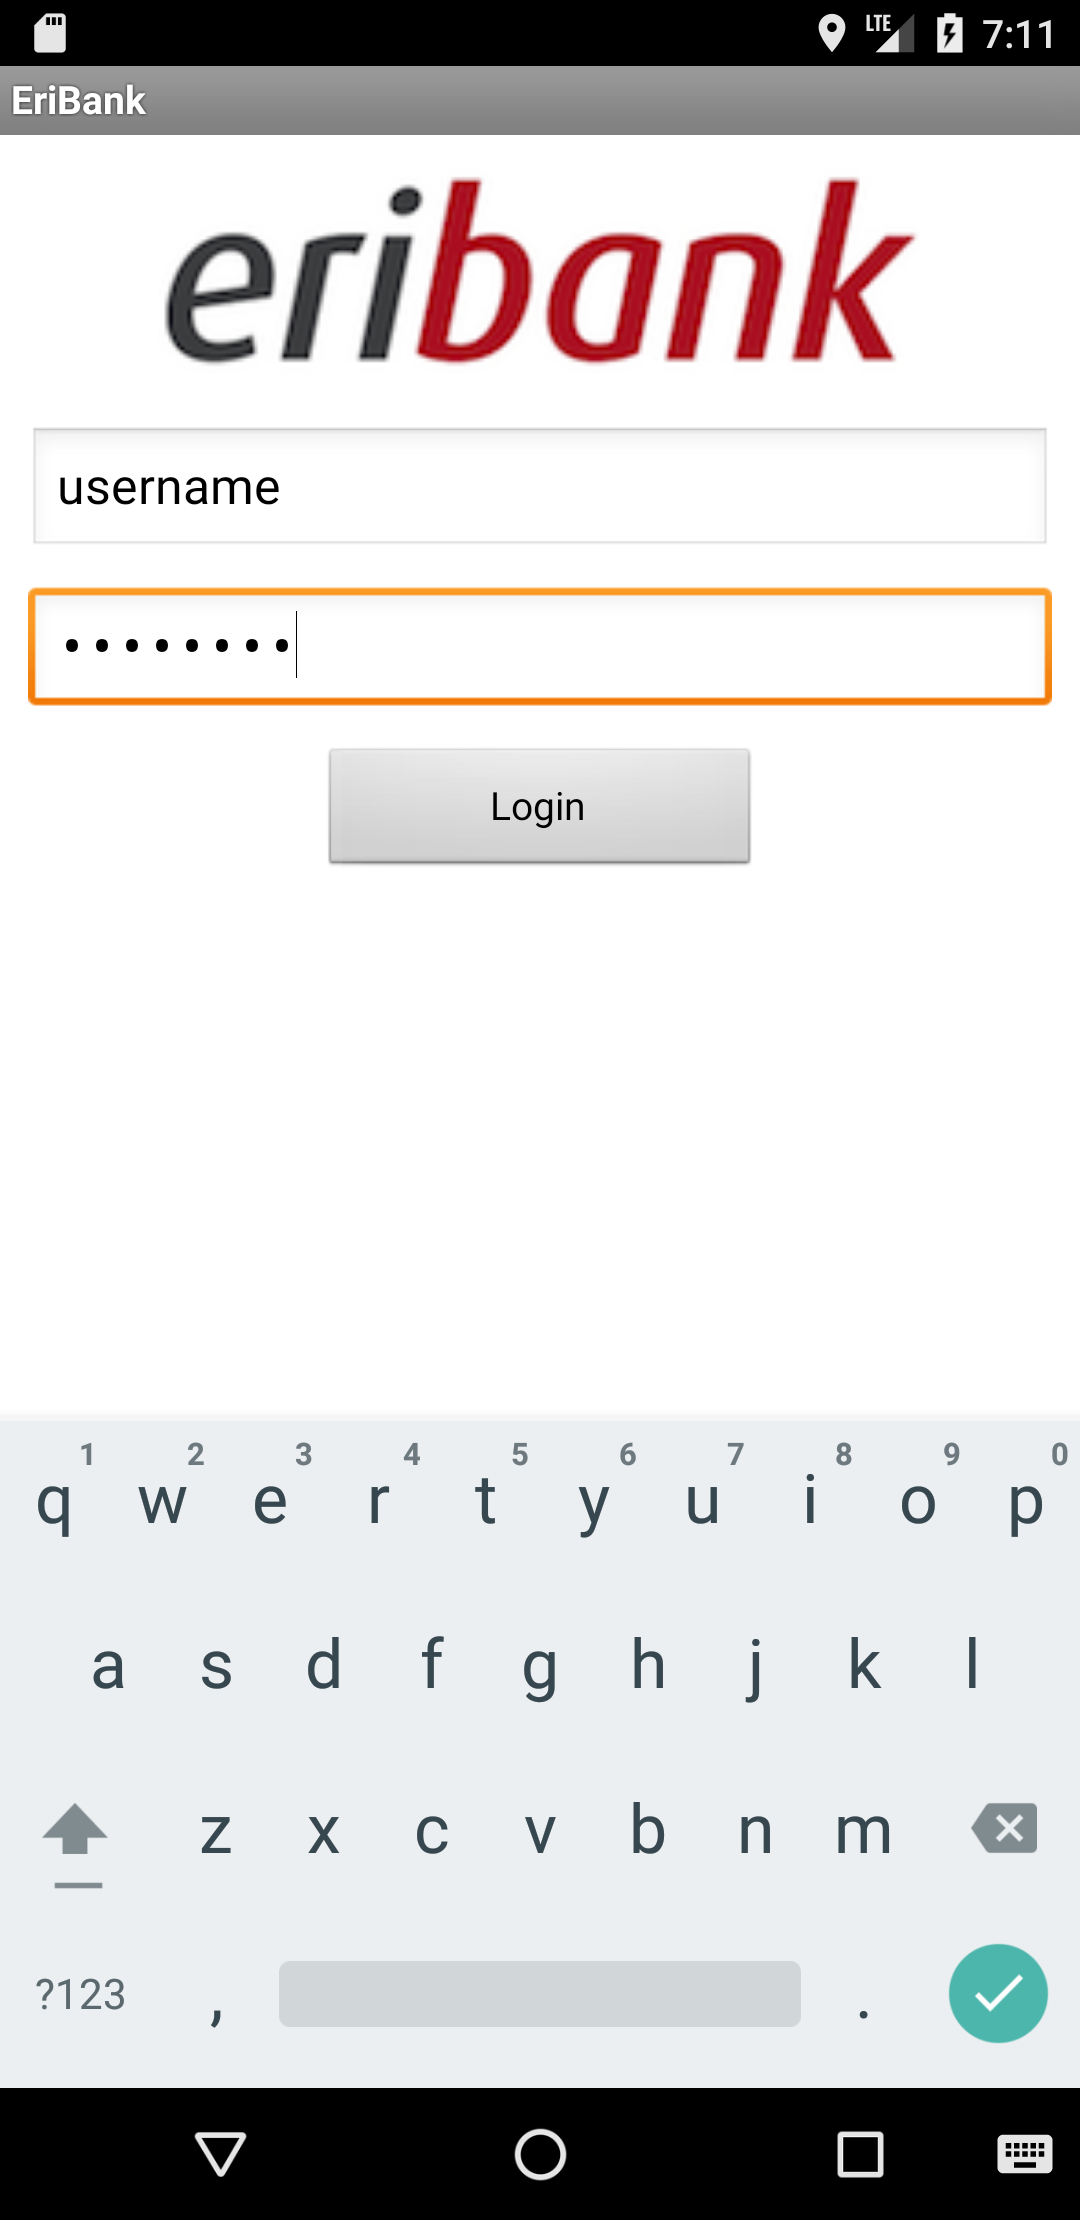 LTE 7:11
EriBank
eribank
username
••••••••
Login
1 2 3 4 5 6 7 8 9 0
q w e r t y u i o p
a s d f g h j k l
z x c v b n m
?123 , .